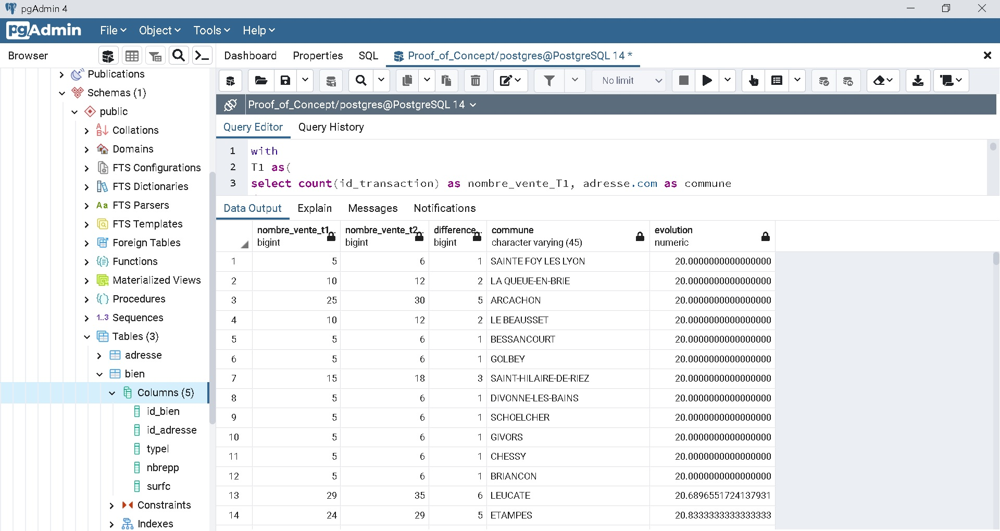 pgAdmin 4
pgAdmin File Object Tools Help
Browser Dashboard Properties SQL Proof_of_Concept/postgres@PostgreSQL 14 *
Publications
Schemas (1)
public
Collations
Domains
FTS Configurations
FTS Dictionaries
Aa FTS Parsers
FTS Templates
Foreign Tables
Functions
Materialized Views
Procedures
1..3 Sequences
Tables (3)
adresse
bien
Columns (5)
id_bien
id_adresse
typel
nbrepp
surfc
Constraints
Indexes
No limit
Proof_of_Concept/postgres@PostgreSQL 14
Query Editor Query History
1 with
2 T1 as(
3 select count(id_transaction) as nombre_vente_T1, adresse.com as commune
Data Output Explain Messages Notifications
nombre_vente_t1.. nombre_vente_t2.. difference.. commune evolution
bigint bigint bigint character varying (45) numeric
1 5 6 1 SAINTE FOY LES LYON 20.0000000000000000
2 10 12 2 LA QUEUE-EN-BRIE 20.0000000000000000
3 25 30 5 ARCACHON 20.0000000000000000
4 10 12 2 LE BEAUSSET 20.0000000000000000
5 5 6 1 BESSANCOURT 20.0000000000000000
6 5 6 1 GOLBEY 20.0000000000000000
7 15 18 3 SAINT-HILAIRE-DE-RIEZ 20.0000000000000000
8 5 6 1 DIVONNE-LES-BAINS 20.0000000000000000
9 5 6 1 SCHOELCHER 20.0000000000000000
10 5 6 1 GIVORS 20.0000000000000000
11 5 6 1 CHESSY 20.0000000000000000
12 5 6 1 BRIANCON 20.0000000000000000
13 29 35 6 LEUCATE 20.6896551724137931
14 24 29 5 ETAMPES 20.8333333333333333